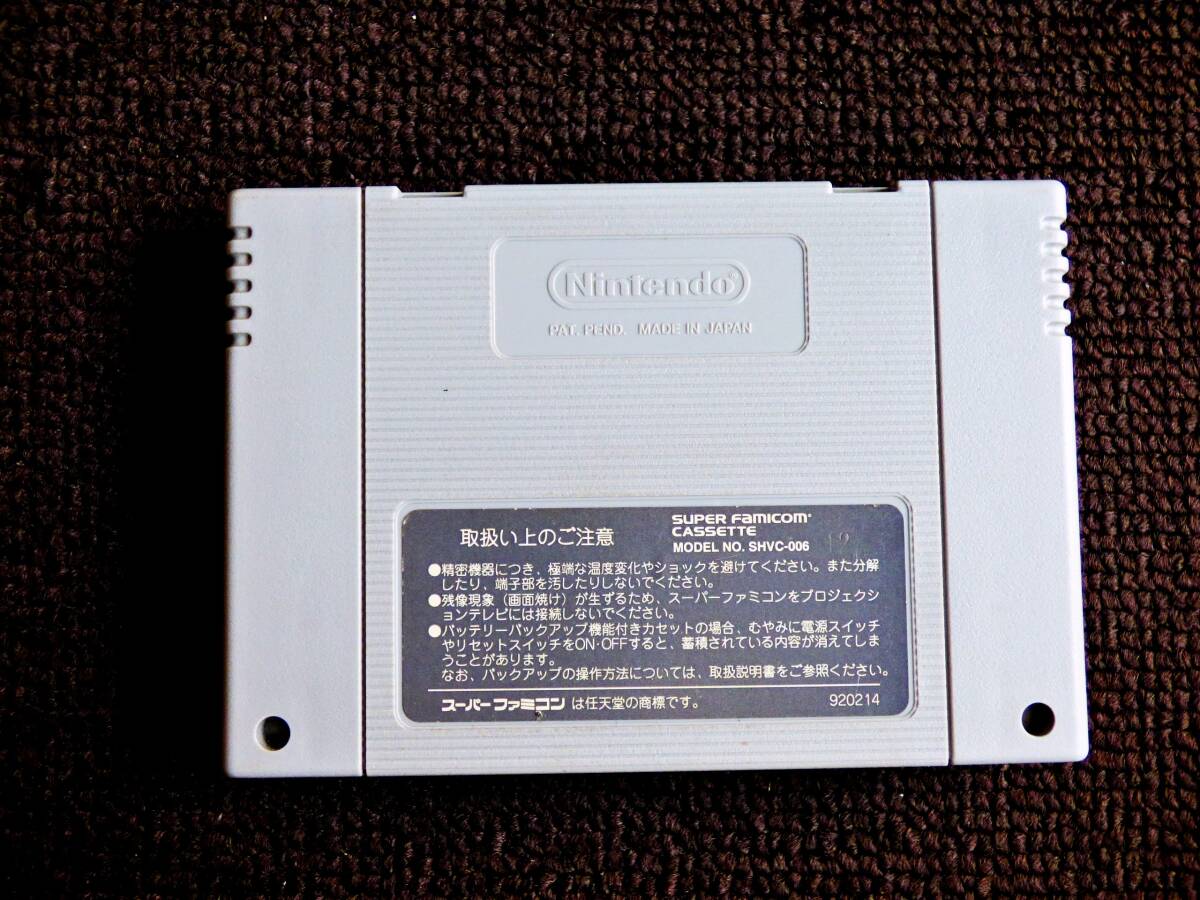 Nintendo®
PAT. PEND. MADE IN JAPAN
取扱い上のご注意
SUPER FAMICOM
CASSETTE
MODEL NO. SHVC-006
●精密機器につき、極端な温度変化やショックを避けてください。また分解
したり、端子部を汚したりしないでください。
●残像現象（画面焼け）が生ずるため、スーパーファミコンをプロジェクシ
ョンテレビには接続しないでください。
●バッテリーバックアップ機能付きカセットの場合、むやみに電源スイッチ
やリセットスイッチをON・OFFすると、蓄積されている内容が消えてしま
うことがあります。
なお、バックアップの操作方法については、取扱説明書をご参照ください。
スーパーファミコンは任天堂の商標です。 920214